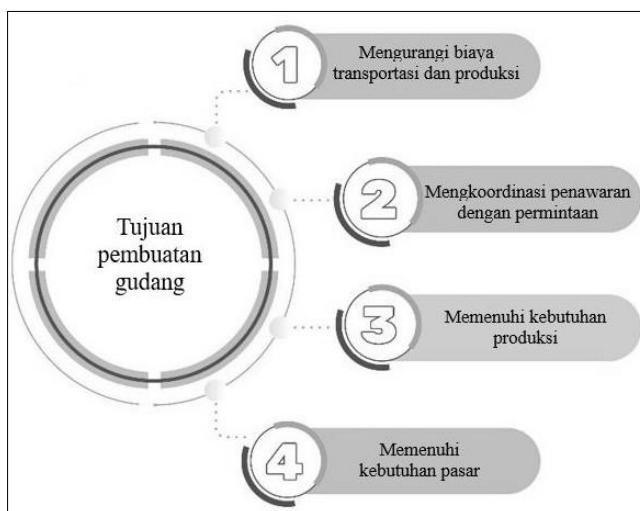 Tujuan
pembuatan
gudang
1
Mengurangi biaya
transportasi dan produksi
2
Mengkoordinasi penawaran
dengan permintaan
3
Memenuhi kebutuhan
produksi
4
Memenuhi
kebutuhan pasar